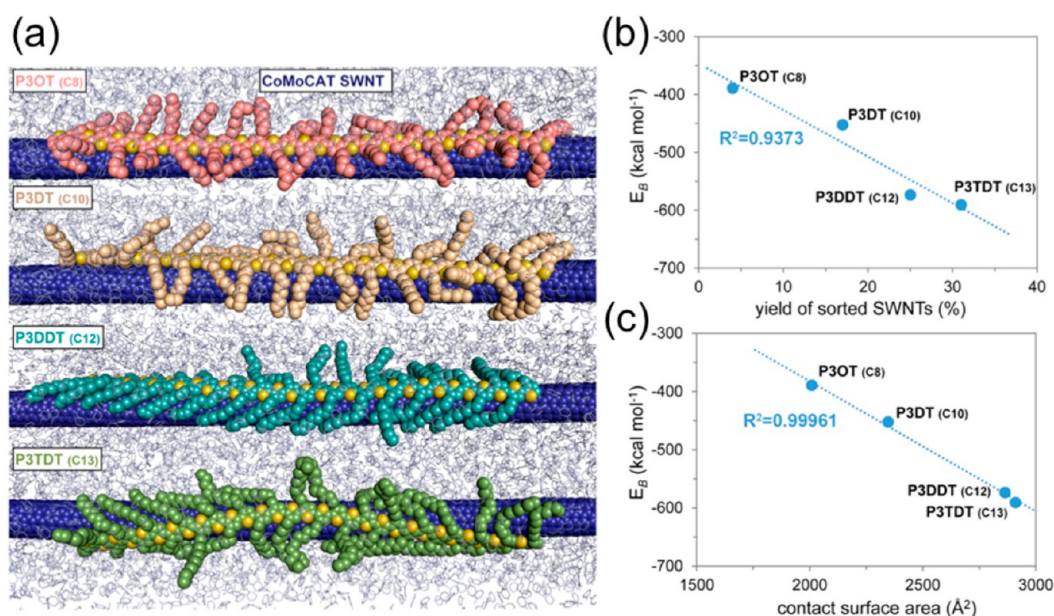 (a)
P3OT (C8)
CoMoCAT SWNT
P3DT (C10)
P3DDT (C12)
P3TDT (C13)
(b)
-300
-400
-500
-600
-700
E_B (kcal mol⁻¹)
P3OT (C8)
P3DT (C10)
R²=0.9373
P3DDT (C12)
P3TDT (C13)
0 10 20 30 40
yield of sorted SWNTs (%)
(c)
-300
-400
-500
-600
-700
E_B (kcal mol⁻¹)
P3OT (C8)
R²=0.99961
P3DT (C10)
P3DDT (C12)
P3TDT (C13)
1500 2000 2500 3000
contact surface area (Å²)